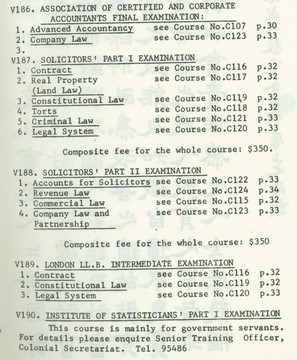 V186. ASSOCIATION OF CERTIFIED AND CORPORATE
ACCOUNTANTS FINAL EXAMINATION:
1. Advanced Accountancy see Course No.C107 p.30
2. Company Law see Course No.C123 p.33
3.
V187. SOLICITORS' PART I EXAMINATION
1. Contract see Course No.C116 p.32
2. Real Property see Course No.C117 p.32
(Land Law)
3. Constitutional Law see Course No.C119 p.32
4. Torts see Course No.C118 p.32
5. Criminal Law see Course No.C121 p.33
6. Legal System see Course No.C120 p.33
Composite fee for the whole course: $350.
V188. SOLICITORS' PART II EXAMINATION
1. Accounts for Solicitors see Course No.C122 p.33
2. Revenue Law see Course No.C124 p.34
3. Commercial Law see Course No.C115 p.32
4. Company Law and see Course No.C123 p.33
Partnership
Composite fee for the whole course: $350
V189. LONDON LL.B. INTERMEDIATE EXAMINATION
1. Contract see Course No.C116 p.32
2. Constitutional Law see Course No.C119 p.32
3. Legal System see Course No.C120 p.33
V190. INSTITUTE OF STATISTICIANS' PART I EXAMINATION
This course is mainly for government servants.
For details please enquire Senior Training Officer,
Colonial Secretariat. Tel. 95486